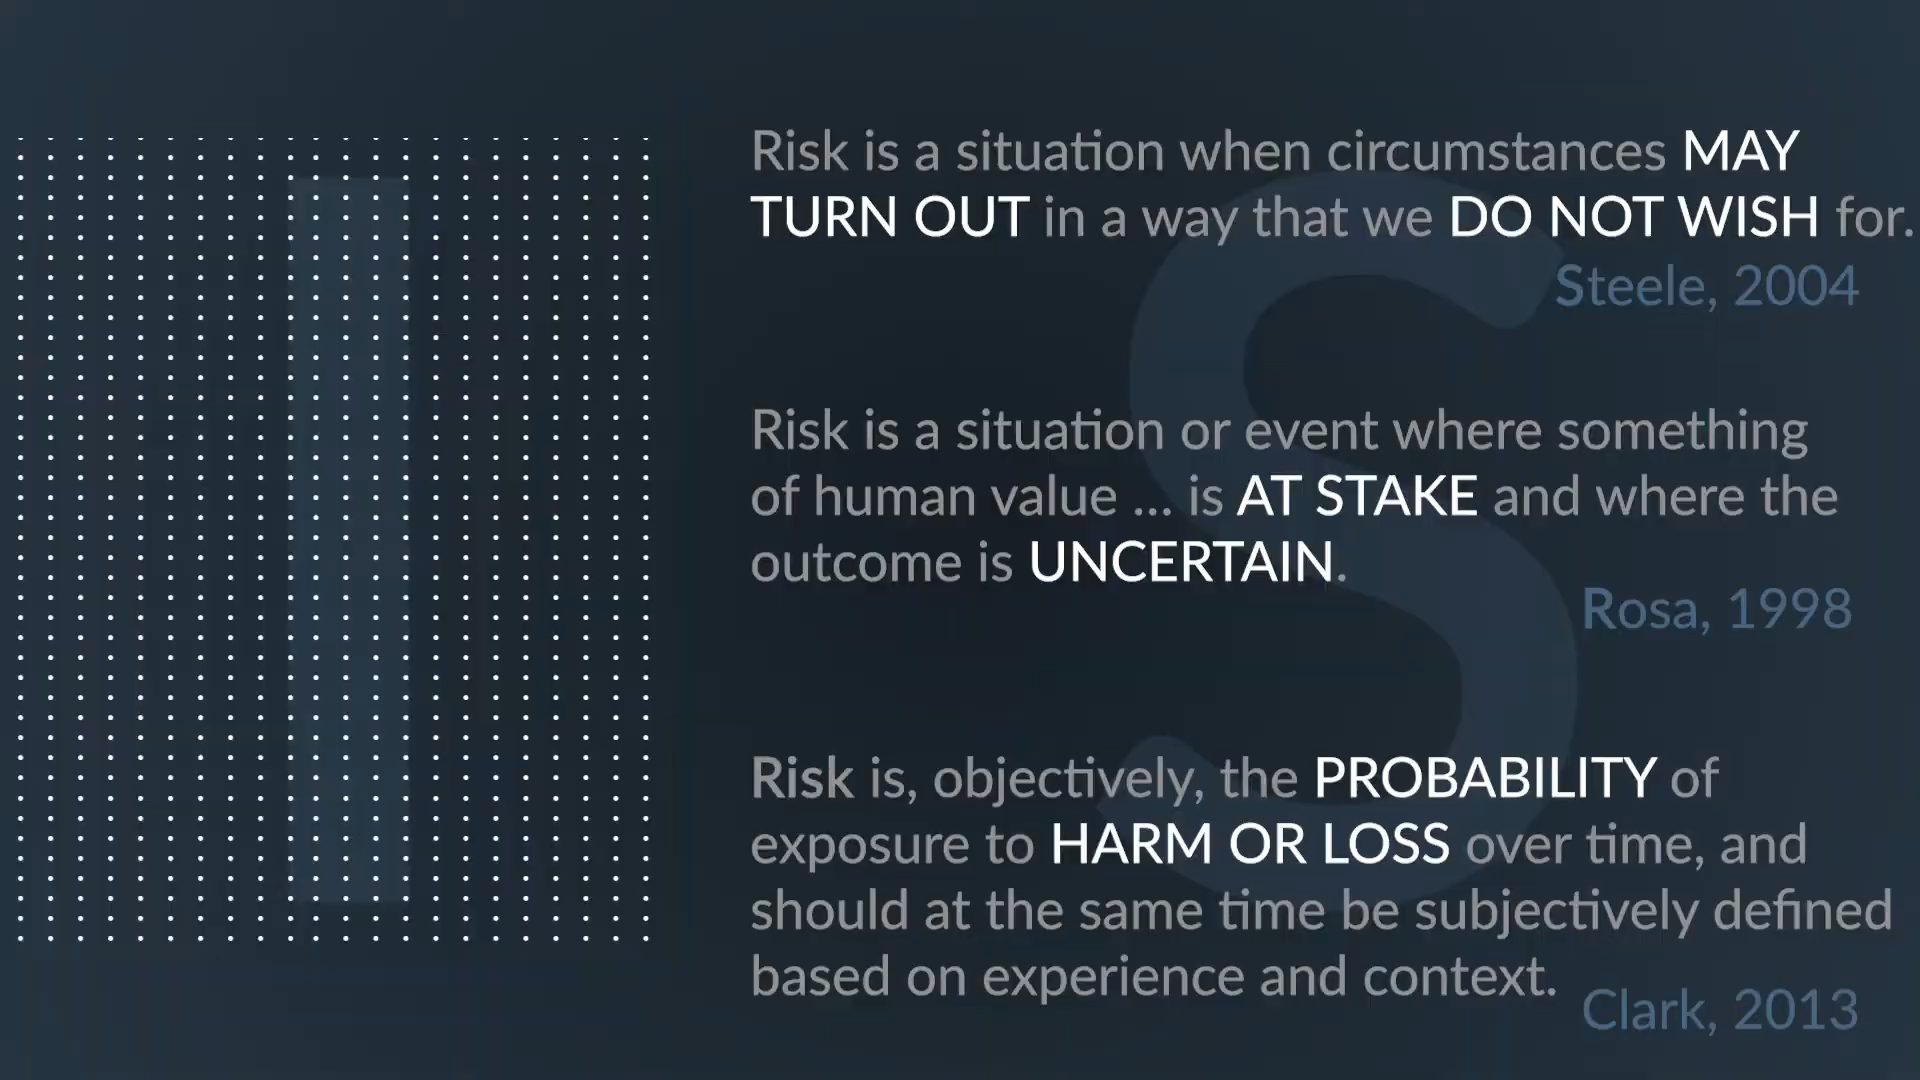 Risk is a situation when circumstances MAY
TURN OUT in a way that we DO NOT WISH for.
Steele, 2004
Risk is a situation or event where something
of human value ... is AT STAKE and where the
outcome is UNCERTAIN.
Rosa, 1998
Risk is, objectively, the PROBABILITY of
exposure to HARM OR LOSS over time, and
should at the same time be subjectively defined
based on experience and context.
Clark, 2013
I S